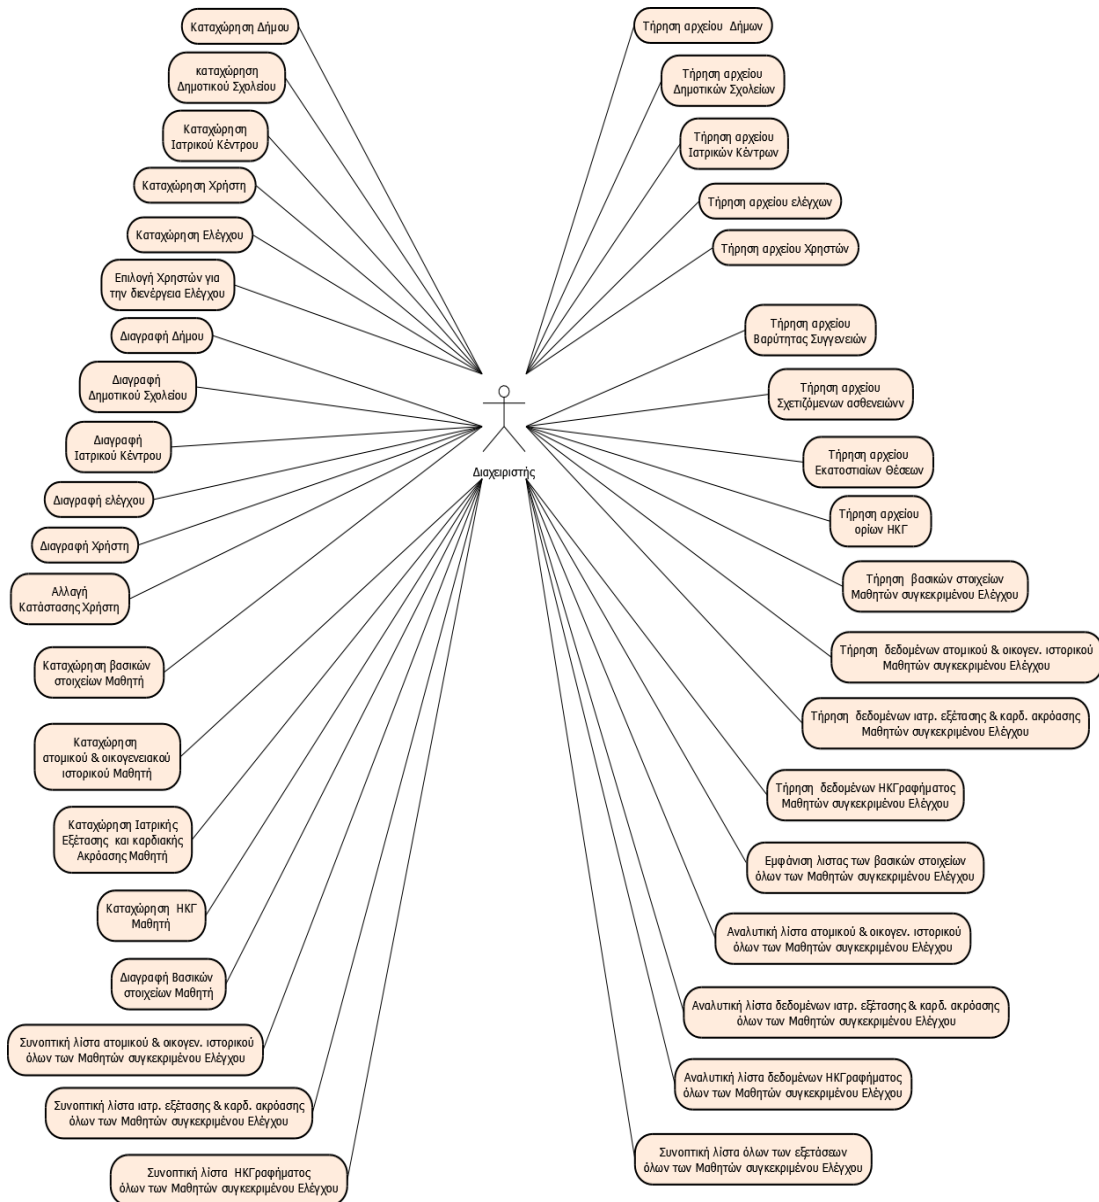 Καταχώρηση Δήμου
καταχώρηση
Δημοτικού Σχολείου
Καταχώρηση
Ιατρικού Κέντρου
Καταχώρηση Χρήστη
Καταχώρηση Ελέγχου
Επιλογή Χρηστών για
την διενέργεια Ελέγχου
Διαγραφή Δήμου
Διαγραφή
Δημοτικού Σχολείου
Διαγραφή
Ιατρικού Κέντρου
Διαγραφή ελέγχου
Διαγραφή Χρήστη
Αλλαγή
Κατάστασης Χρήστη
Καταχώρηση βασικών
στοιχείων Μαθητή
Καταχώρηση
ατομικού & οικογενειακού
ιστορικού Μαθητή
Καταχώρηση Ιατρικής
Εξέτασης και καρδιακής
Ακρόασης Μαθητή
Καταχώρηση ΗΚΓ
Μαθητή
Διαγραφή Βασικών
στοιχείων Μαθητή
Συνοπτική λίστα ατομικού & οικογεν. ιστορικού
όλων των Μαθητών συγκεκριμένου Ελέγχου
Συνοπτική λίστα ιατρ. εξέτασης & καρδ. ακρόασης
όλων των Μαθητών συγκεκριμένου Ελέγχου
Συνοπτική λίστα ΗΚΓραφήματος
όλων των Μαθητών συγκεκριμένου Ελέγχου
Διαχειριστής
Τήρηση αρχείου Δήμων
Τήρηση αρχείου
Δημοτικών Σχολείων
Τήρηση αρχείου
Ιατρικών Κέντρων
Τήρηση αρχείου ελέγχων
Τήρηση αρχείου Χρηστών
Τήρηση αρχείου
Βαρύτητας Συγγενειών
Τήρηση αρχείου
Σχετιζόμενων ασθενειώνν
Τήρηση αρχείου
Εκατοστιαίων Θέσεων
Τήρηση αρχείου
ορίων ΗΚΓ
Τήρηση βασικών στοιχείων
Μαθητών συγκεκριμένου Ελέγχου
Τήρηση δεδομένων ατομικού & οικογεν. ιστορικού
Μαθητών συγκεκριμένου Ελέγχου
Τήρηση δεδομένων ιατρ. εξέτασης & καρδ. ακρόασης
Μαθητών συγκεκριμένου Ελέγχου
Τήρηση δεδομένων ΗΚΓραφήματος
Μαθητών συγκεκριμένου Ελέγχου
Εμφάνιση λιστας των βασικών στοιχείων
όλων των Μαθητών συγκεκριμένου Ελέγχου
Αναλυτική λίστα ατομικού & οικογεν. ιστορικού
όλων των Μαθητών συγκεκριμένου Ελέγχου
Αναλυτική λίστα δεδομένων ιατρ. εξέτασης & καρδ. ακρόασης
όλων των Μαθητών συγκεκριμένου Ελέγχου
Αναλυτική λίστα δεδομένων ΗΚΓραφήματος
όλων των Μαθητών συγκεκριμένου Ελέγχου
Συνοπτική λίστα όλων των εξετάσεων
όλων των Μαθητών συγκεκριμένου Ελέγχου